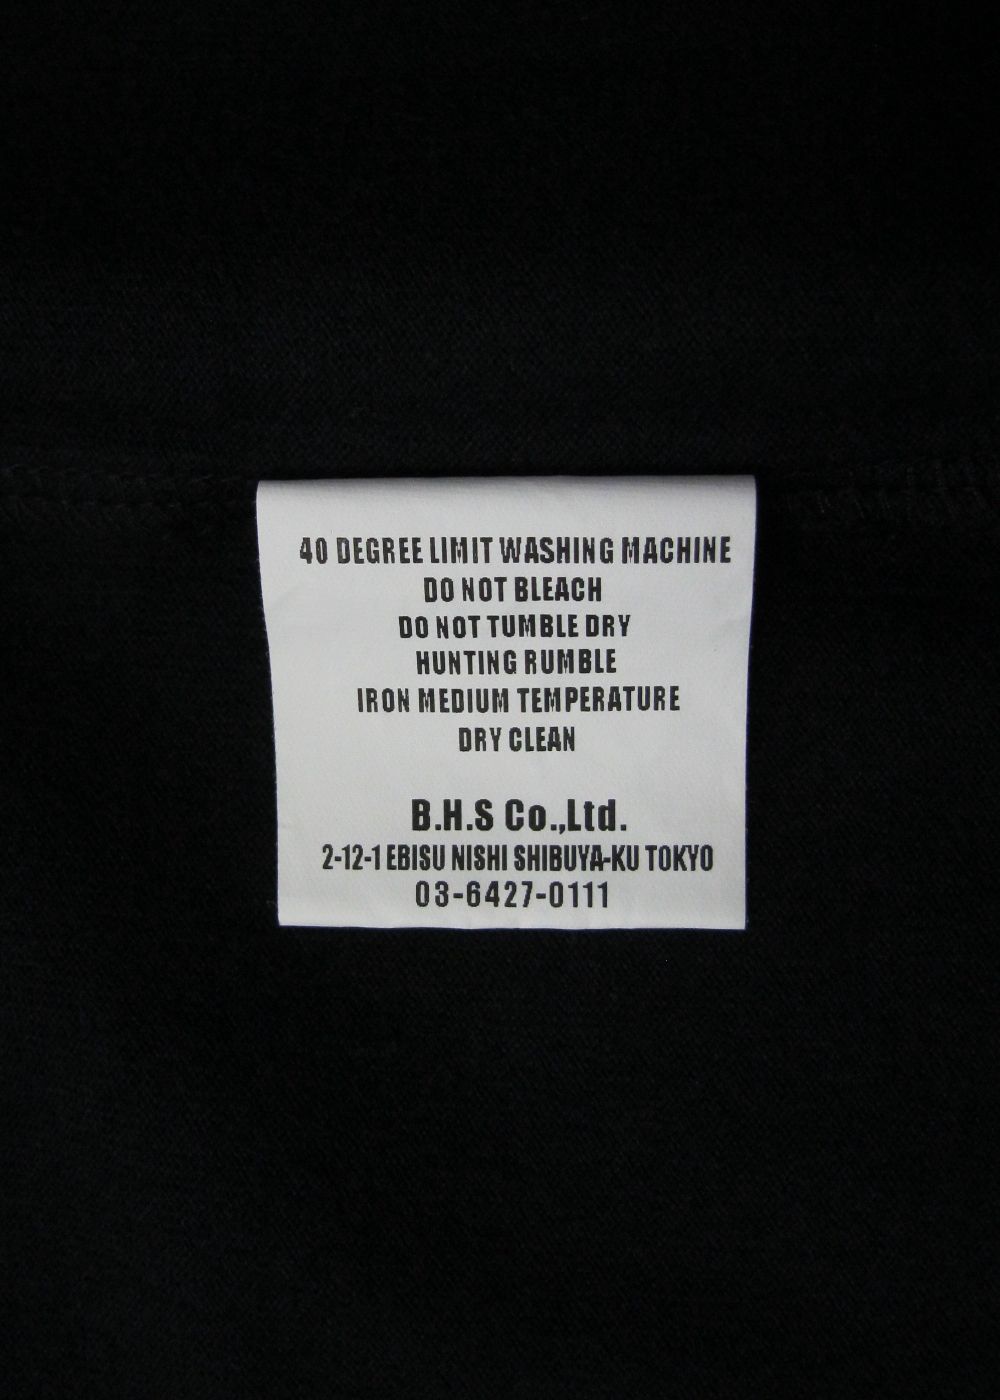 40 DEGREE LIMIT WASHING MACHINE
DO NOT BLEACH
DO NOT TUMBLE DRY
HUNTING RUMBLE
IRON MEDIUM TEMPERATURE
DRY CLEAN
B.H.S Co.,Ltd.
2-12-1 EBISU NISHI SHIBUYA-KU TOKYO
03-6427-0111